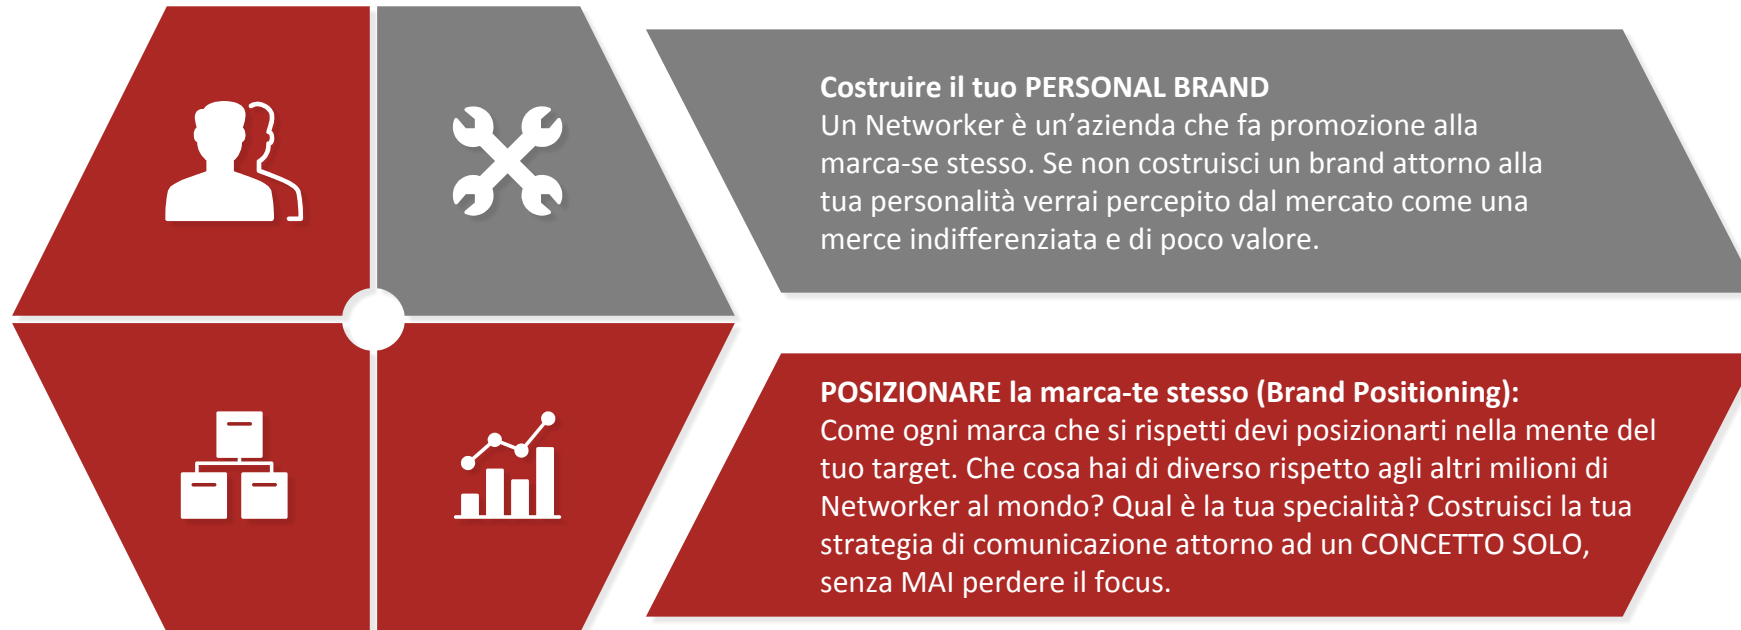 Costruire il tuo PERSONAL BRAND
Un Networker è un’azienda che fa promozione alla
marca-se stesso. Se non costruisci un brand attorno alla
tua personalità verrai percepito dal mercato come una
merce indifferenziata e di poco valore.
POSIZIONARE la marca-te stesso (Brand Positioning):
Come ogni marca che si rispetti devi posizionarti nella mente del
tuo target. Che cosa hai di diverso rispetto agli altri milioni di
Networker al mondo? Qual è la tua specialità? Costruisci la tua
strategia di comunicazione attorno ad un CONCETTO SOLO,
senza MAI perdere il focus.